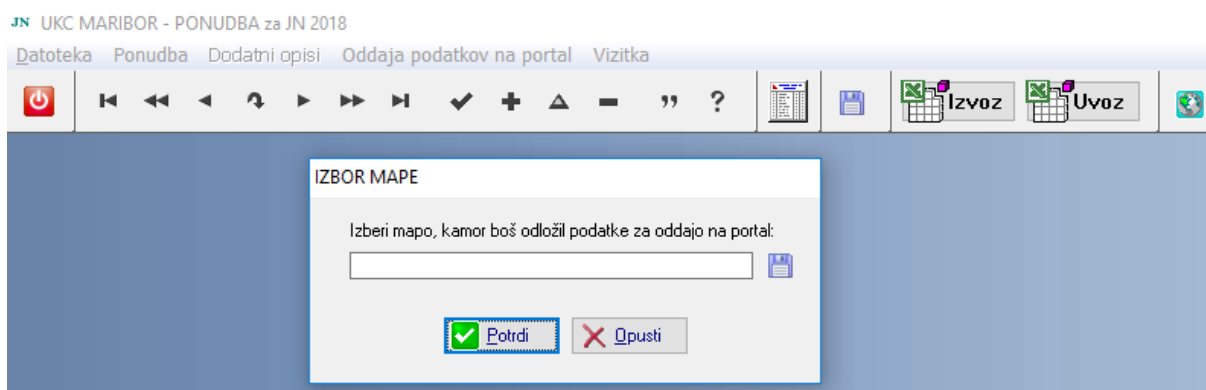 JN UKC MARIBOR - PONUDBA za JN 2018
Datoteka Ponudba Dodatni opisi Oddaja podatkov na portal Vizitka
Izvoz Uvoz
IZBOR MAPE
Izberi mapo, kamor boš odložil podatke za oddajo na portal:
Potrdi Opusti